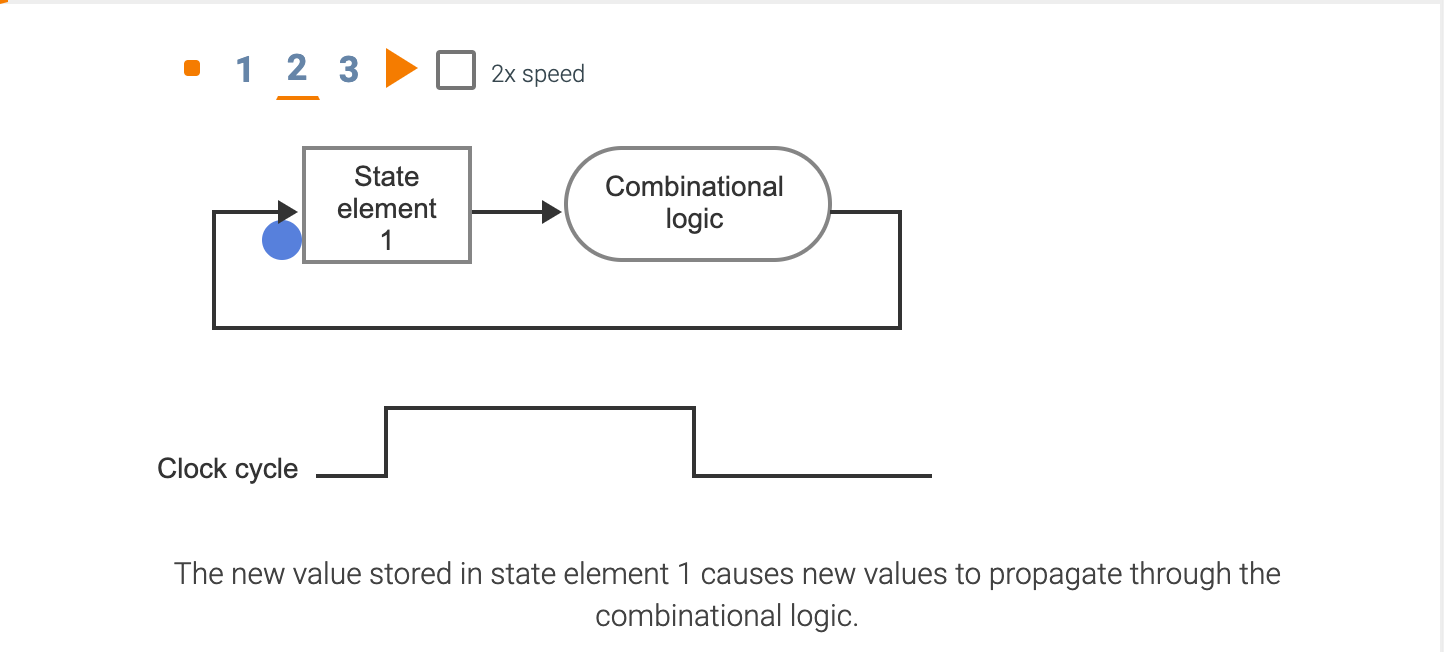 1 2 3 2x speed
State
element
1
Combinational
logic
Clock cycle
The new value stored in state element 1 causes new values to propagate through the
combinational logic.